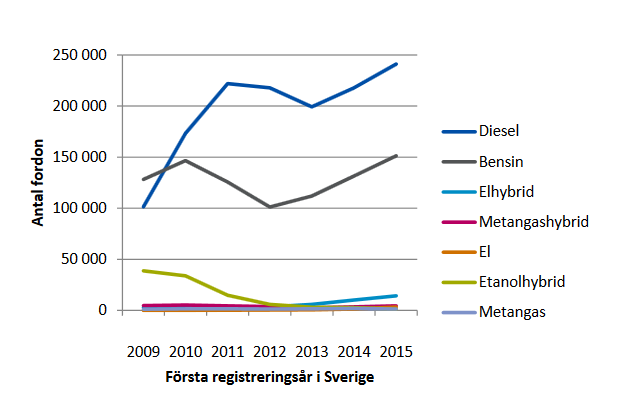 250 000
200 000
150 000
100 000
50 000
0
Antal fordon
2009 2010 2011 2012 2013 2014 2015
Första registreringsår i Sverige
Diesel
Bensin
Elhybrid
Metangashybrid
El
Etanolhybrid
Metangas